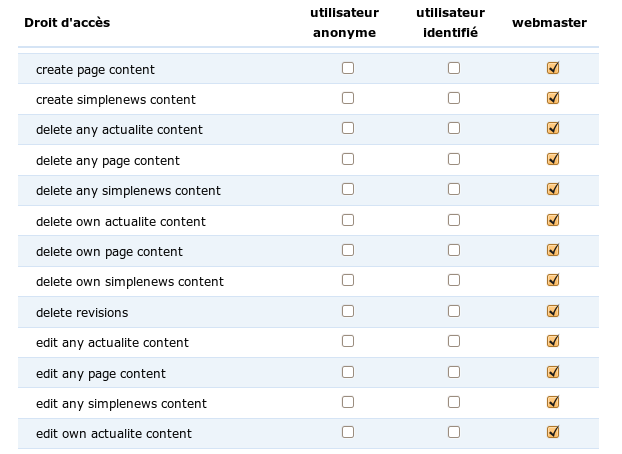 Droit d'accès
utilisateur anonyme
utilisateur identifié
webmaster
create page content
create simplenews content
delete any actualite content
delete any page content
delete any simplenews content
delete own actualite content
delete own page content
delete own simplenews content
delete revisions
edit any actualite content
edit any page content
edit any simplenews content
edit own actualite content